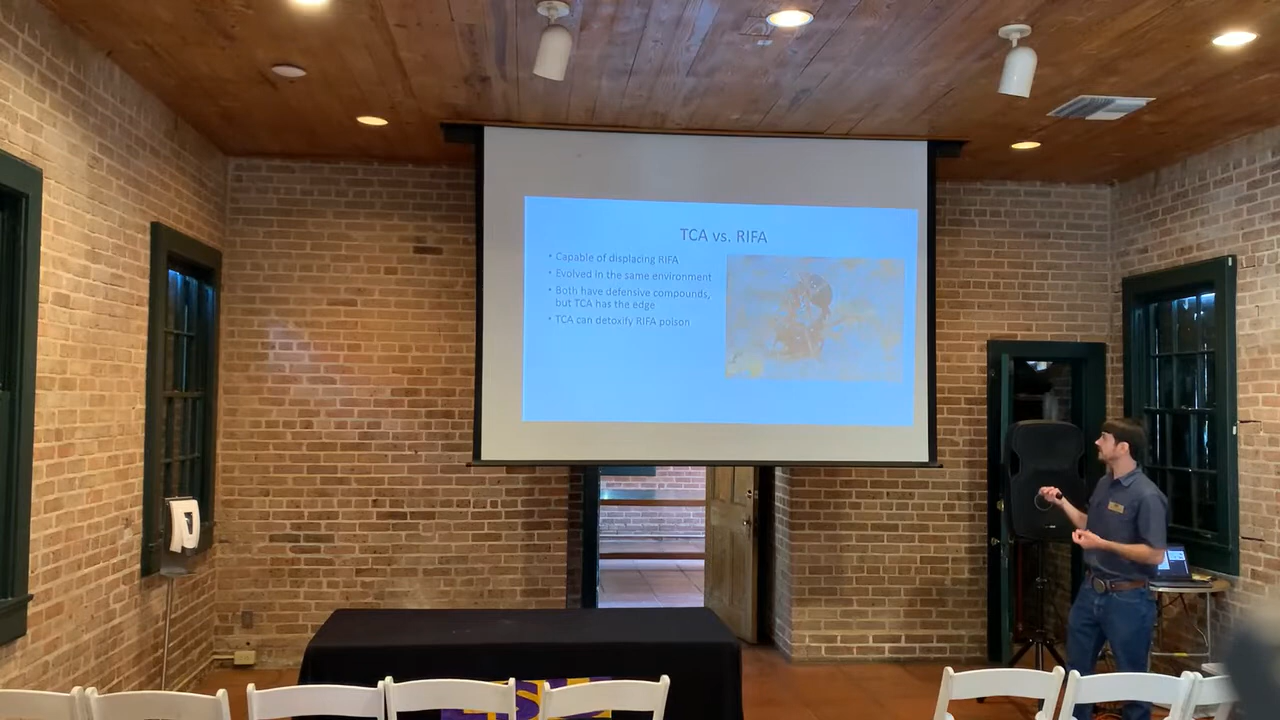 TCA vs. RIFA
• Capable of displacing RIFA
• Evolved in the same environment
• Both have defensive compounds,
but TCA has the edge
• TCA can detoxify RIFA poison